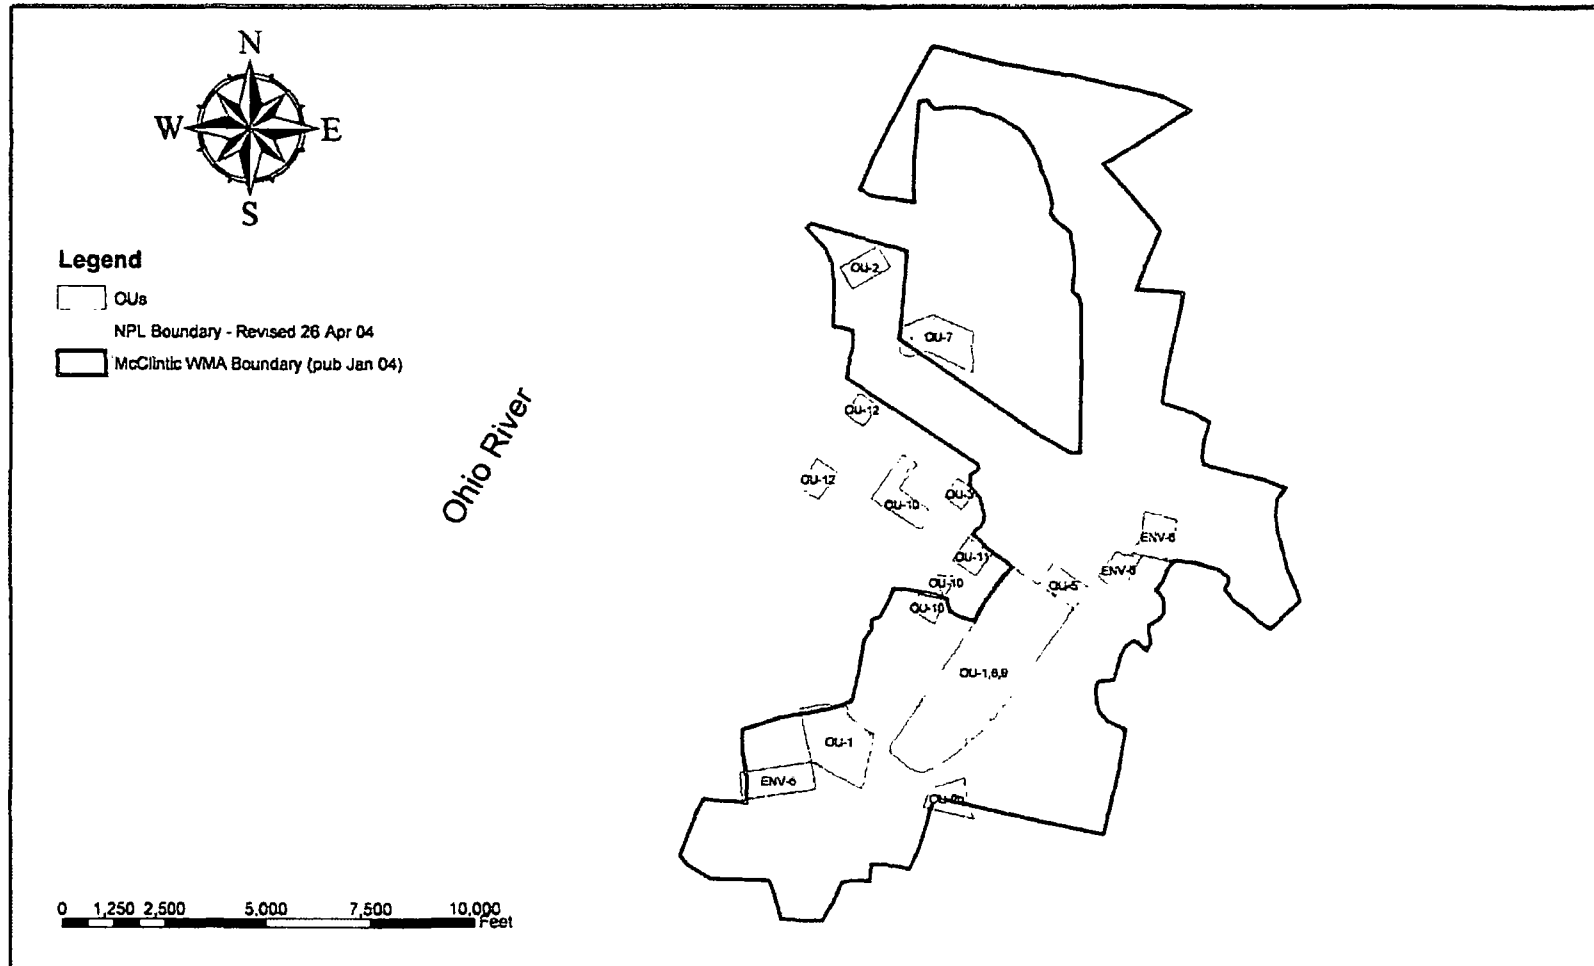 N
W E
S
Legend
OUs
NPL Boundary - Revised 26 Apr 04
McClintic WMA Boundary (pub Jan 04)
Ohio River
OU-2
OU-7
OU-12
OU-12
OU-10
OU-3
OU-11
OU-10
OU-10
OU-5
ENV-6
ENV-6
OU-1,8,9
OU-1
ENV-6
0 1,250 2,500 5,000 7,500 10,000
Feet